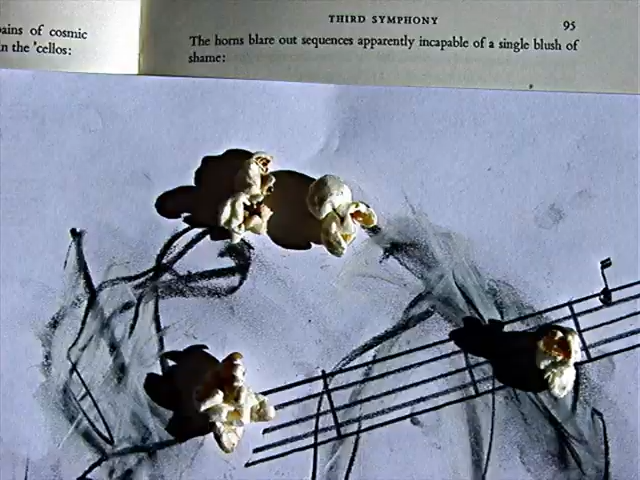 ains of cosmic
n the 'cellos:
THIRD SYMPHONY 95
The horns blare out sequences apparently incapable of a single blush of
shame: